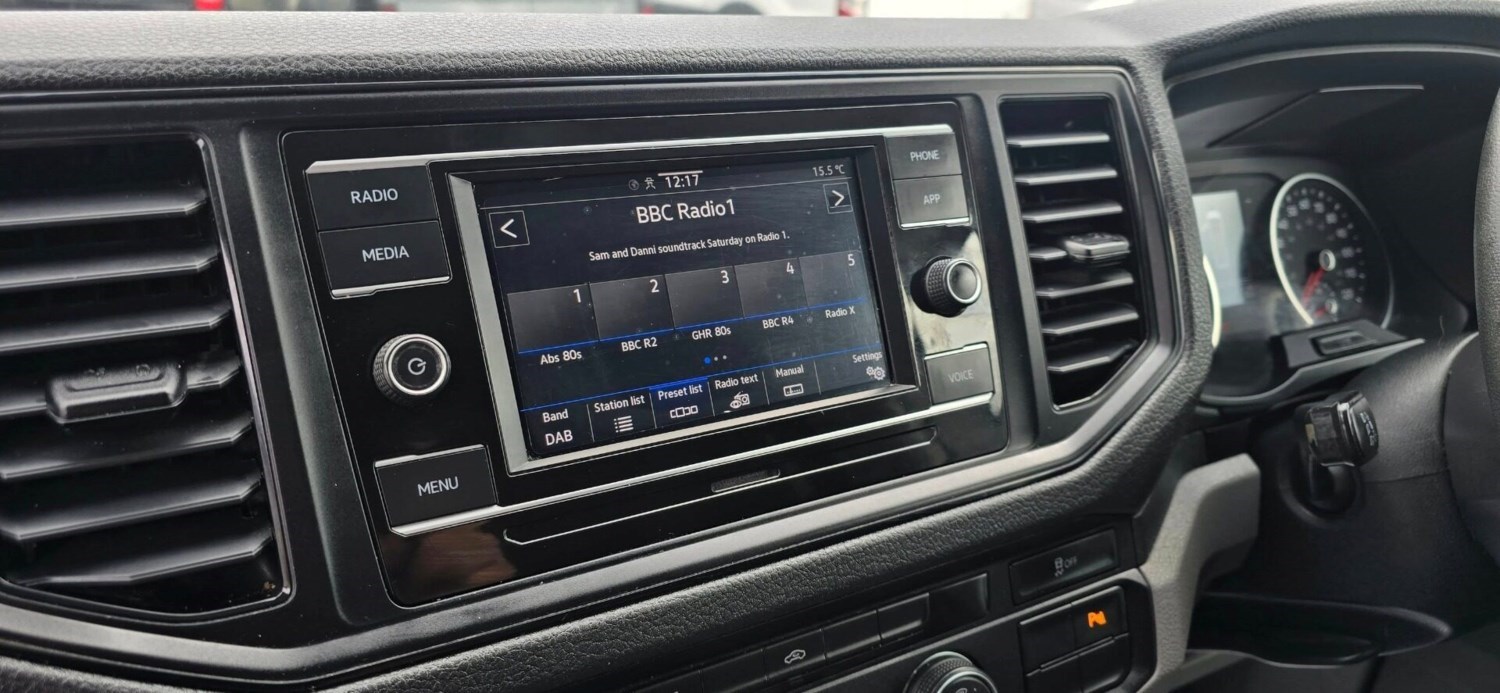 RADIO
MEDIA
MENU
12:17
15.5 °C
<
BBC Radio1
>
Sam and Danni soundtrack Saturday on Radio 1.
1
2
3
4
5
Abs 80s
BBC R2
GHR 80s
BBC R4
Radio X
Band
DAB
Station list
Preset list
Radio text
Manual
Settings
PHONE
APP
VOICE
OFF